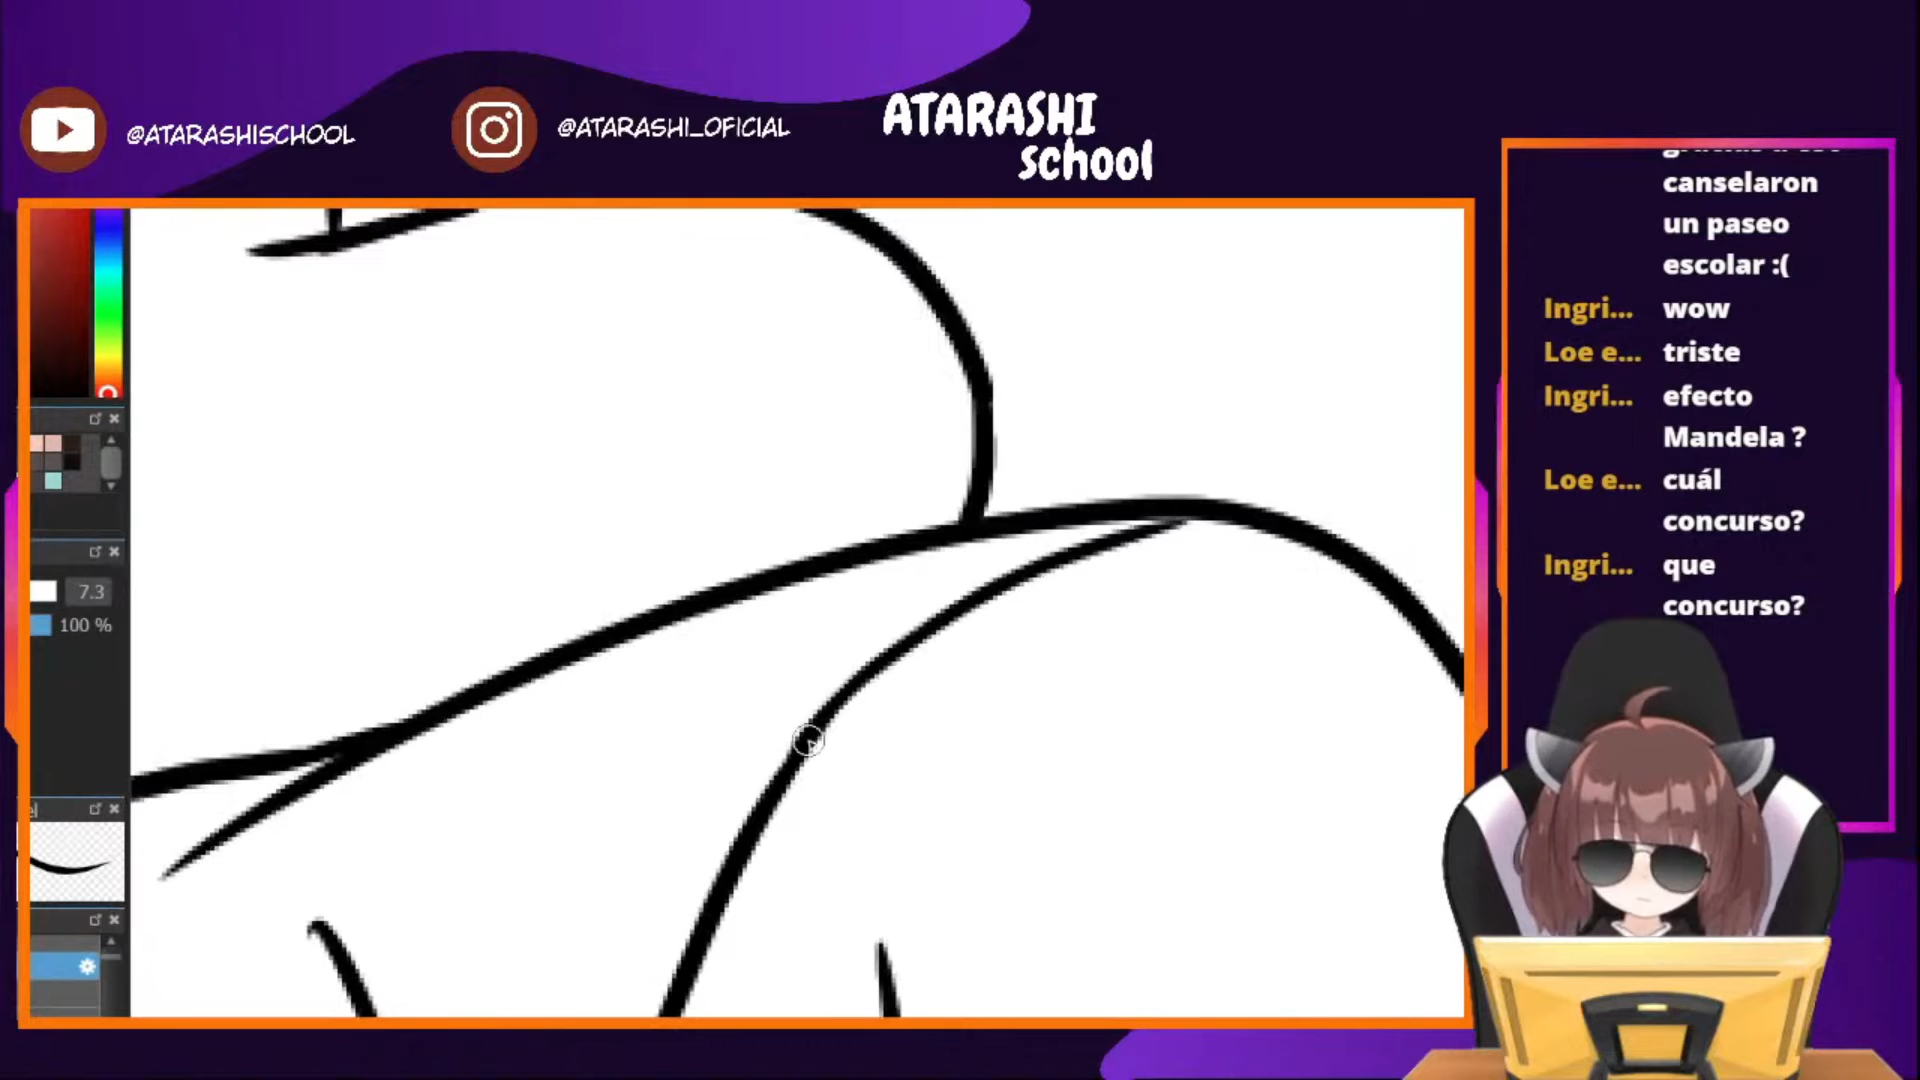 @ATARASHISCHOOL
@ATARASHI_OFICIAL
ATARASHI
school
canselaron
un paseo
escolar :(
Ingri... wow
Loe e... triste
Ingri... efecto
Mandela ?
Loe e... cuál
concurso?
Ingri... que
concurso?
7.3
100 %